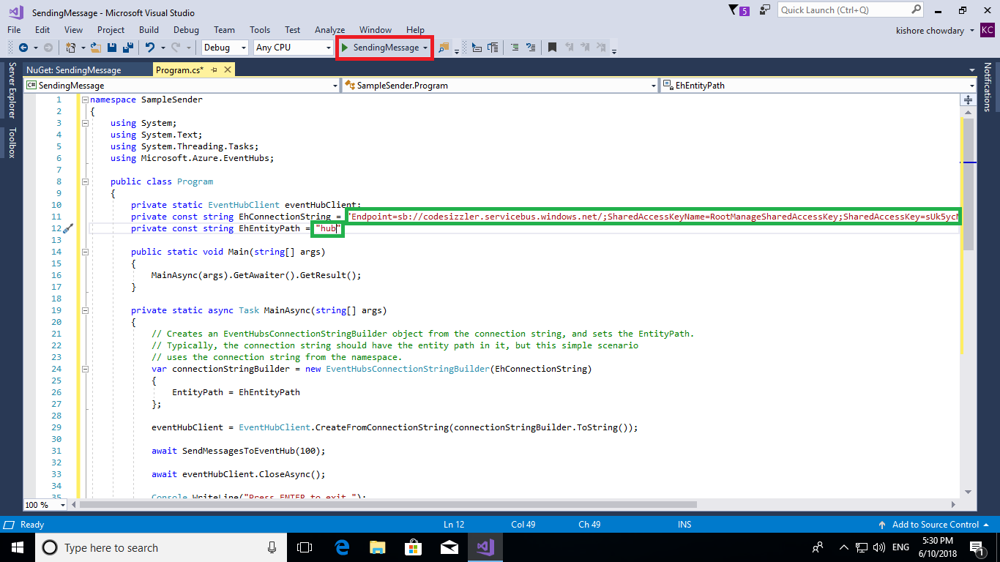 SendingMessage - Microsoft Visual Studio
5
Quick Launch (Ctrl+Q)
File Edit View Project Build Debug Team Tools Test Analyze Window Help
kishore chowdary KC
Debug Any CPU SendingMessage
Server Explorer
Toolbox
Notifications
NuGet: SendingMessage Program.cs*
C# SendingMessage SampleSender.Program EhEntityPath
1 namespace SampleSender
2 {
3 using System;
4 using System.Text;
5 using System.Threading.Tasks;
6 using Microsoft.Azure.EventHubs;
7
8 public class Program
9 {
10 private static EventHubClient eventHubClient;
11 private const string EhConnectionString = "Endpoint=sb://codesizzler.servicebus.windows.net/;SharedAccessKeyName=RootManageSharedAccessKey;SharedAccessKey=sUk5yc
12 private const string EhEntityPath = "hub"
13
14 public static void Main(string[] args)
15 {
16 MainAsync(args).GetAwaiter().GetResult();
17 }
18
19 private static async Task MainAsync(string[] args)
20 {
21 // Creates an EventHubsConnectionStringBuilder object from the connection string, and sets the EntityPath.
22 // Typically, the connection string should have the entity path in it, but this simple scenario
23 // uses the connection string from the namespace.
24 var connectionStringBuilder = new EventHubsConnectionStringBuilder(EhConnectionString)
25 {
26 EntityPath = EhEntityPath
27 };
28
29 eventHubClient = EventHubClient.CreateFromConnectionString(connectionStringBuilder.ToString());
30
31 await SendMessagesToEventHub(100);
32
33 await eventHubClient.CloseAsync();
34
35 Console.WriteLine("Press ENTER to exit.");
100 %
Ready Ln 12 Col 49 Ch 49 INS Add to Source Control
Type here to search
ENG
5:30 PM
6/10/2018
1